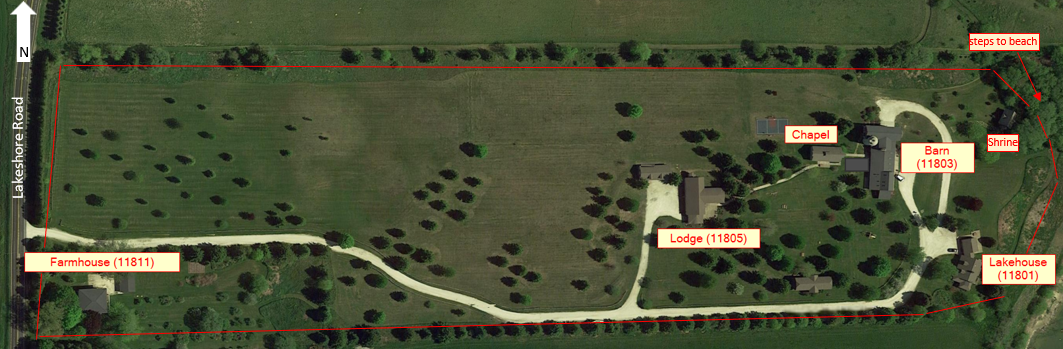 N
Lakeshore Road
steps to beach
Chapel
Shrine
Barn
(11803)
Lodge (11805)
Farmhouse (11811)
Lakehouse
(11801)